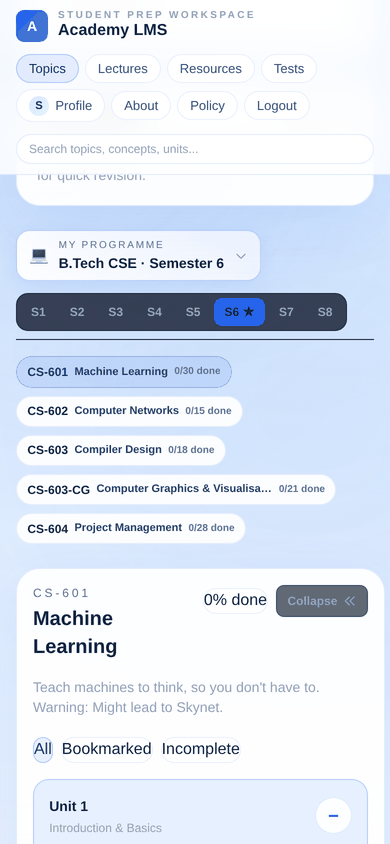 A
STUDENT PREP WORKSPACE
Academy LMS
Topics
Lectures
Resources
Tests
S
Profile
About
Policy
Logout
Search topics, concepts, units...
for quick revision.
MY PROGRAMME
B.Tech CSE · Semester 6
S1 S2 S3 S4 S5 S6 ★ S7 S8
CS-601 Machine Learning 0/30 done
CS-602 Computer Networks 0/15 done
CS-603 Compiler Design 0/18 done
CS-603-CG Computer Graphics & Visualisa... 0/21 done
CS-604 Project Management 0/28 done
CS-601
Machine
Learning
0% done
Collapse
Teach machines to think, so you don't have to.
Warning: Might lead to Skynet.
All Bookmarked Incomplete
Unit 1
Introduction & Basics